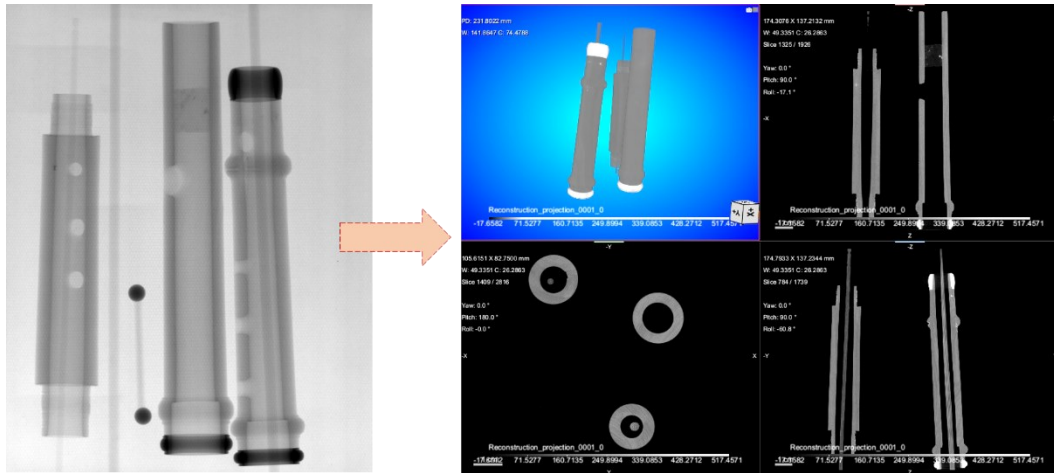 PD: 231.8022 mm
W: 141.8647 C: 74.4788
Reconstruction_projection_0001_0
-17.6582 71.5277 160.7135 249.8994 339.0853 428.2712 517.4571
174.3076 X 137.2132 mm
W: 49.3351 C: 26.2863
Slice 1325 / 1926
Yaw: 0.0 °
Pitch: 90.0 °
Roll: -17.1 °
-X
Reconstruction_projection_0001_0
71.5277 160.7135 249.8994 339.0853 428.2712 517.4571
-Z
-Y
105.6151 X 82.7500 mm
W: 49.3351 C: 26.2863
Slice 1409 / 2816
Yaw: 0.0 °
Pitch: 180.0 °
Roll: -0.0 °
-X
X
Reconstruction_projection_0001_0
71.5277 160.7135 249.8994 339.0853 428.2712 517.4571
Z
174.7933 X 137.2344 mm
W: 49.3351 C: 26.2863
Slice 784 / 1739
Yaw: 0.0 °
Pitch: 90.0 °
Roll: -60.8 °
-Y
Reconstruction_projection_0001_0
71.5277 160.7135 249.8994 339.0853 428.2712 517.4571